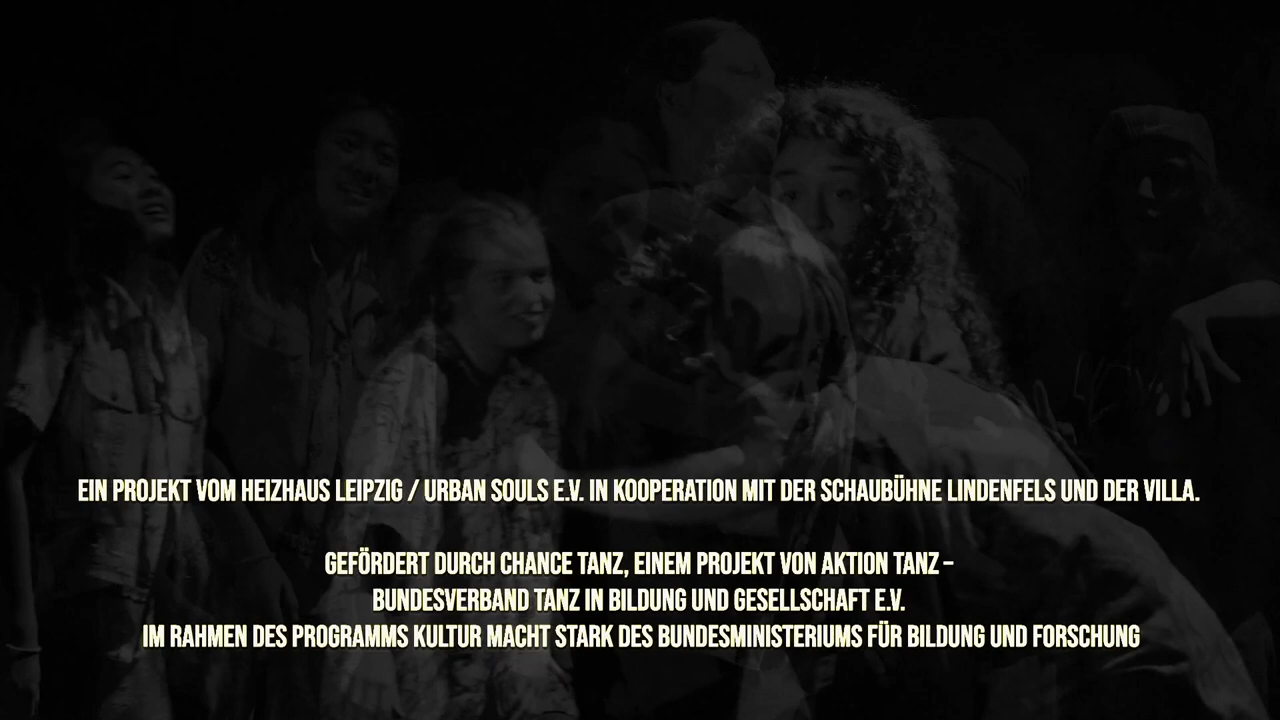 EIN PROJEKT VOM HEIZHAUS LEIPZIG / URBAN SOULS E.V. IN KOOPERATION MIT DER SCHAUBÜHNE LINDENFELS UND DER VILLA.
GEFÖRDERT DURCH CHANCE TANZ, EINEM PROJEKT VON AKTION TANZ –
BUNDESVERBAND TANZ IN BILDUNG UND GESELLSCHAFT E.V.
IM RAHMEN DES PROGRAMMS KULTUR MACHT STARK DES BUNDESMINISTERIUMS FÜR BILDUNG UND FORSCHUNG